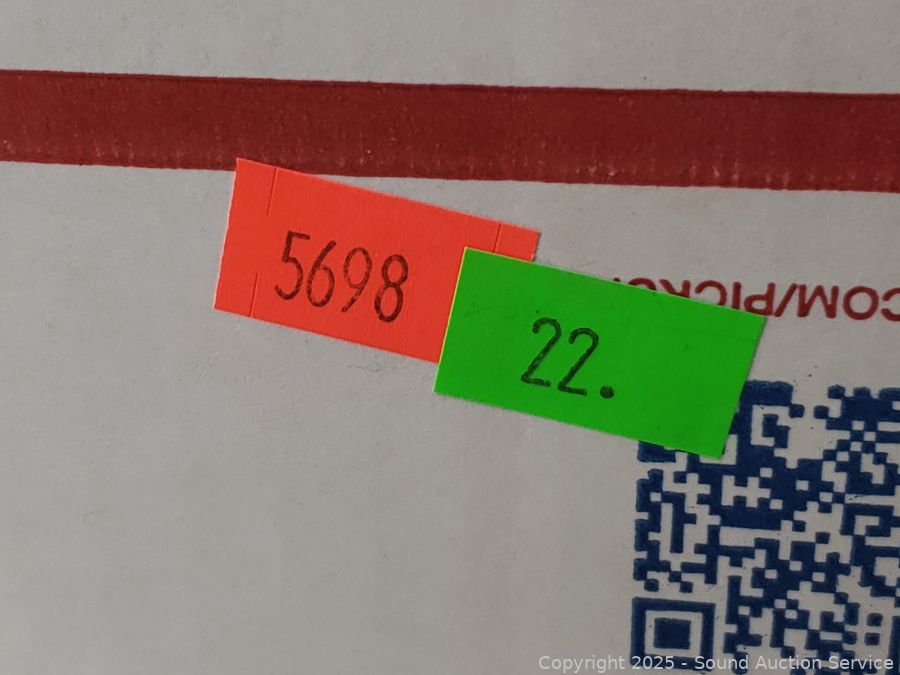 5698
22.
COM/PICKU
Copyright 2025 - Sound Auction Service